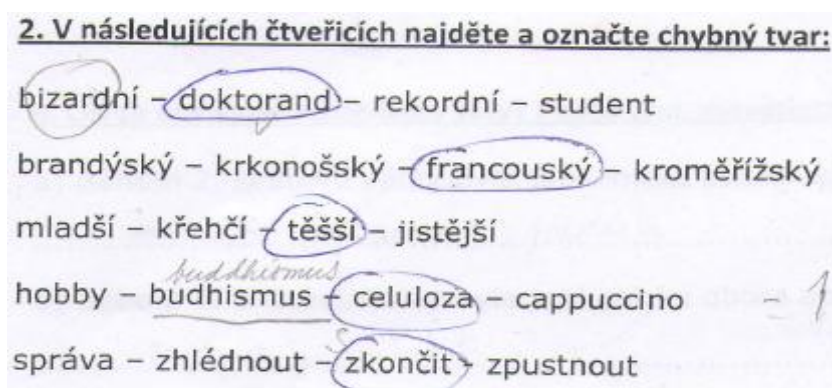 2. V následujících čtveřicích najděte a označte chybný tvar:
bizardní – doktorand – rekordní – student
brandýský – krkonošský – francouský – kroměřížský
mladší – křehčí – těšší – jistější
buddhismus
hobby – budhismus – celuloza – cappuccino – 1
s
správa – zhlédnout – zkončit – zpustnout